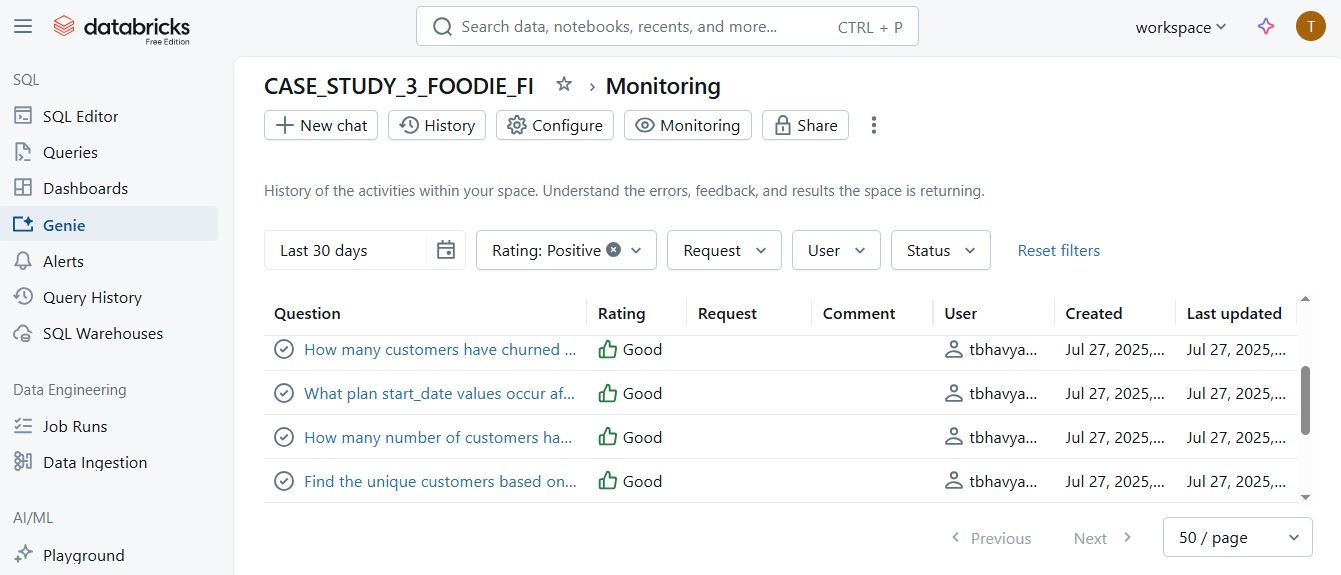 databricks
Free Edition
Search data, notebooks, recents, and more...
CTRL + P
workspace
T
SQL
SQL Editor
Queries
Dashboards
Genie
Alerts
Query History
SQL Warehouses
Data Engineering
Job Runs
Data Ingestion
AI/ML
Playground
CASE_STUDY_3_FOODIE_FI › Monitoring
New chat History Configure Monitoring Share
History of the activities within your space. Understand the errors, feedback, and results the space is returning.
Last 30 days Rating: Positive Request User Status Reset filters
Question Rating Request Comment User Created Last updated
How many customers have churned ... Good tbhavya... Jul 27, 2025,... Jul 27, 2025,...
What plan start_date values occur af... Good tbhavya... Jul 27, 2025,... Jul 27, 2025,...
How many number of customers ha... Good tbhavya... Jul 27, 2025,... Jul 27, 2025,...
Find the unique customers based on... Good tbhavya... Jul 27, 2025,... Jul 27, 2025,...
Previous Next 50 / page